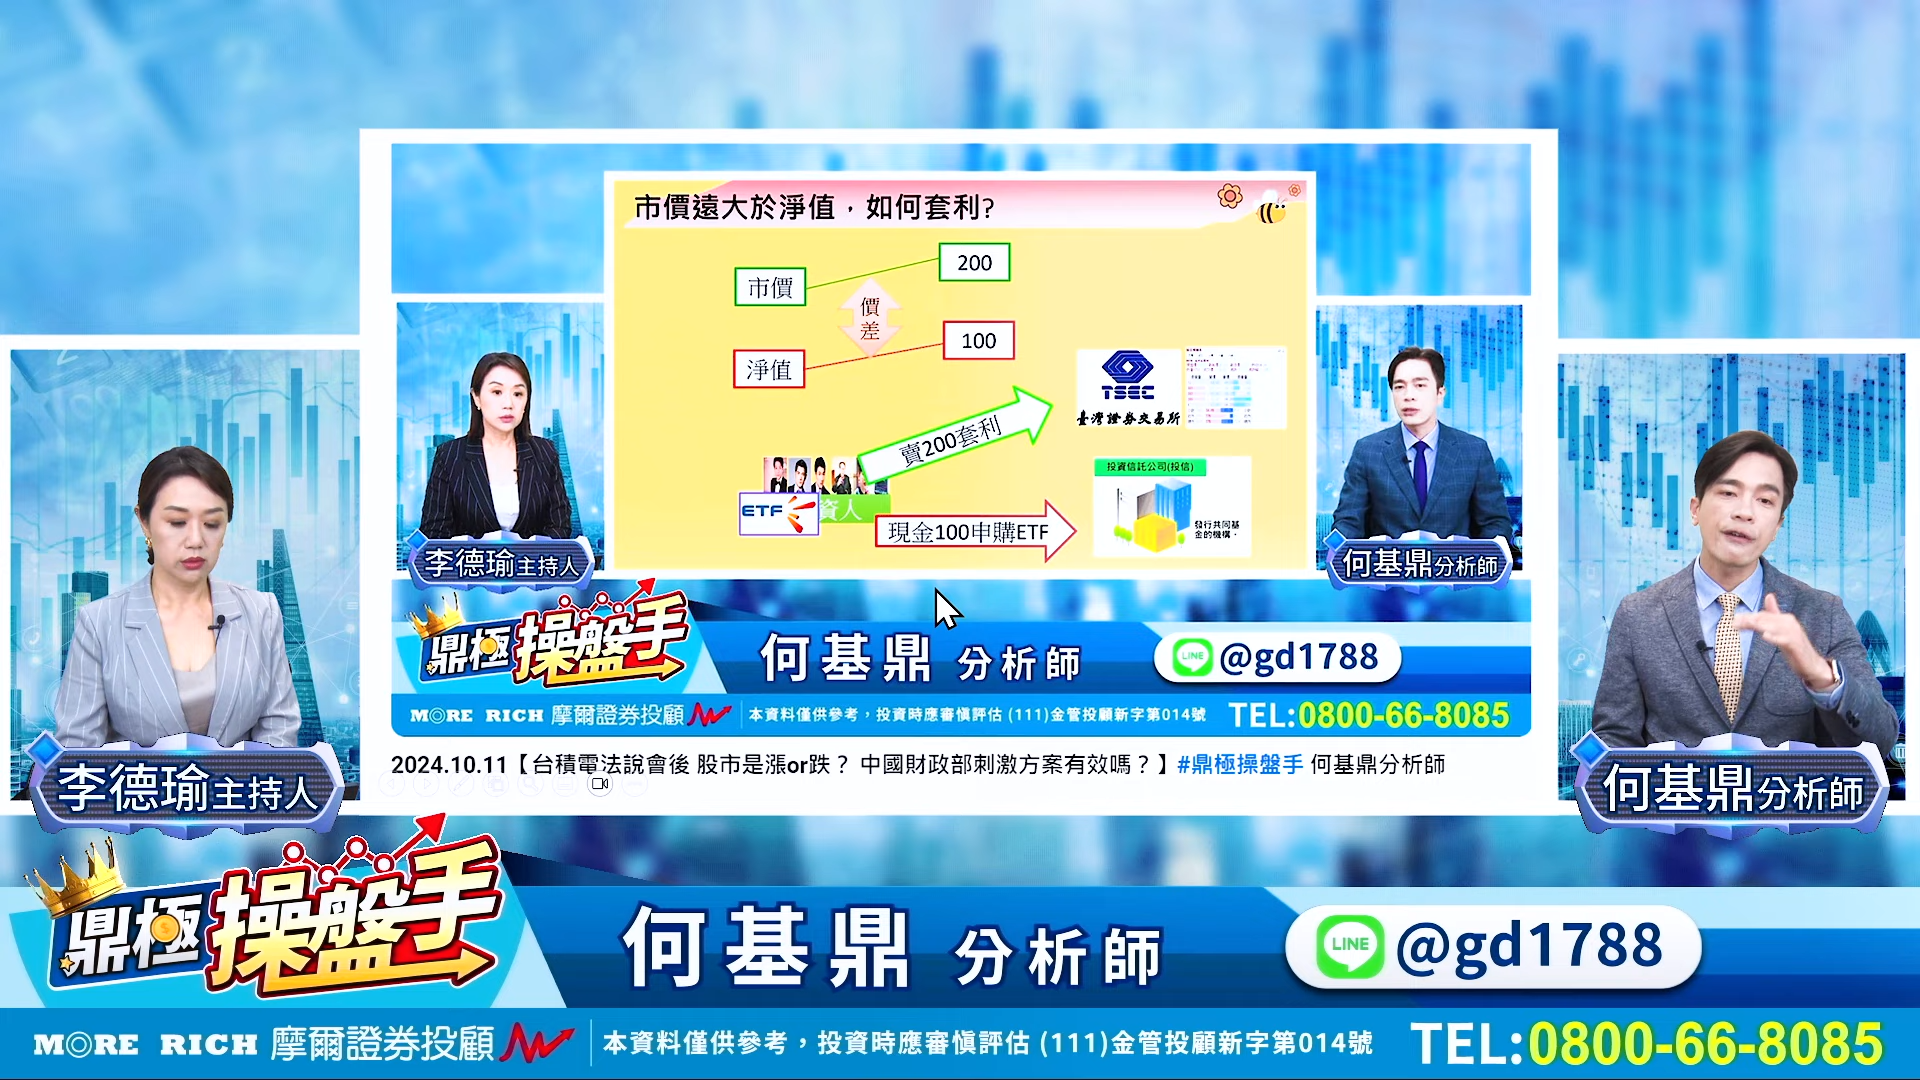 市價遠大於淨值，如何套利?
200
市價
價差
100
淨值
TSEC
臺灣證券交易所
賣200套利
投資信託公司(投信)
ETF
資人
現金100申購ETF
發行共同基
金的機構。
李德瑜主持人
何基鼎分析師
鼎極操盤手
何基鼎 分析師
LINE @gd1788
MORE RICH 摩爾證券投顧
本資料僅供參考，投資時應審慎評估 (111)金管投顧新字第014號
TEL:0800-66-8085
2024.10.11【台積電法說會後 股市是漲or跌？ 中國財政部刺激方案有效嗎？】#鼎極操盤手 何基鼎分析師
李德瑜主持人
何基鼎分析師
鼎極操盤手
何基鼎 分析師
LINE @gd1788
MORE RICH 摩爾證券投顧
本資料僅供參考，投資時應審慎評估 (111)金管投顧新字第014號
TEL:0800-66-8085